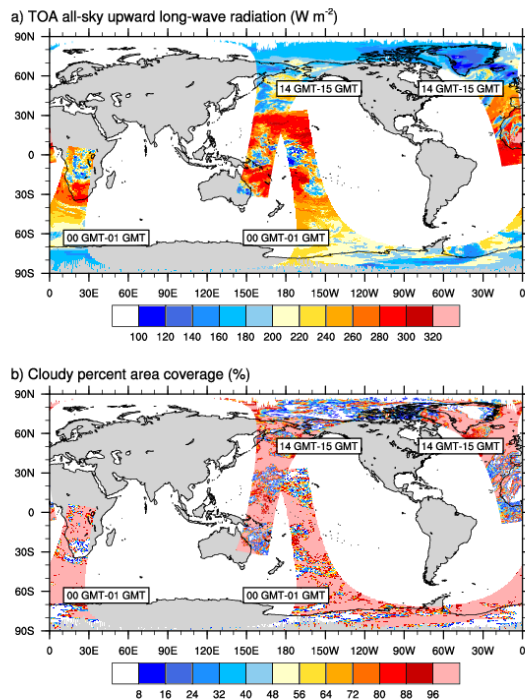 a) TOA all-sky upward long-wave radiation (W m-2)
90N
60N
30N
0
30S
60S
90S
14 GMT-15 GMT
14 GMT-15 GMT
00 GMT-01 GMT
00 GMT-01 GMT
0 30E 60E 90E 120E 150E 180 150W 120W 90W 60W 30W 0
100 120 140 160 180 200 220 240 260 280 300 320
b) Cloudy percent area coverage (%)
90N
60N
30N
0
30S
60S
90S
14 GMT-15 GMT
14 GMT-15 GMT
00 GMT-01 GMT
00 GMT-01 GMT
0 30E 60E 90E 120E 150E 180 150W 120W 90W 60W 30W 0
8 16 24 32 40 48 56 64 72 80 88 96